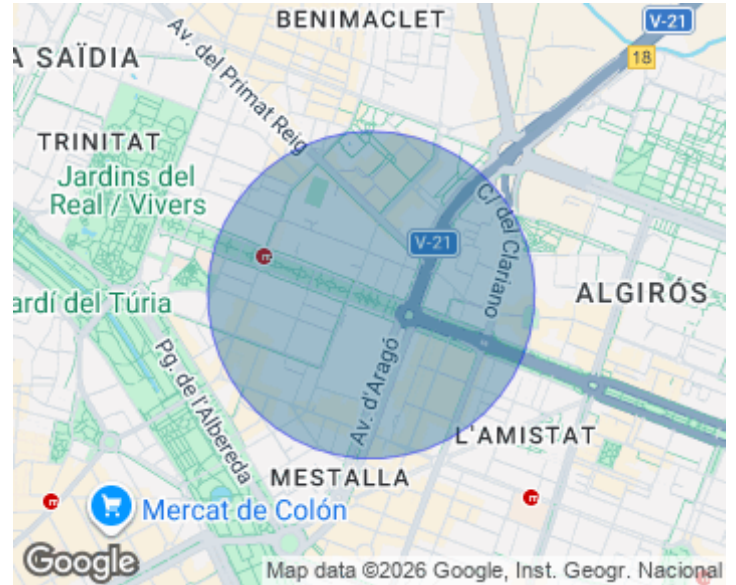 BENIMACLET
V-21
18
A SAÏDIA
Av. del Primat Reig
TRINITAT
Jardins del
Real / Vivers
C/ del Clariano
V-21
ALGIRÓS
ardí del Túria
Pg. de l'Albereda
Av. d'Aragó
L'AMISTAT
MESTALLA
Mercat de Colón
Google
Map data ©2026 Google, Inst. Geogr. Nacional